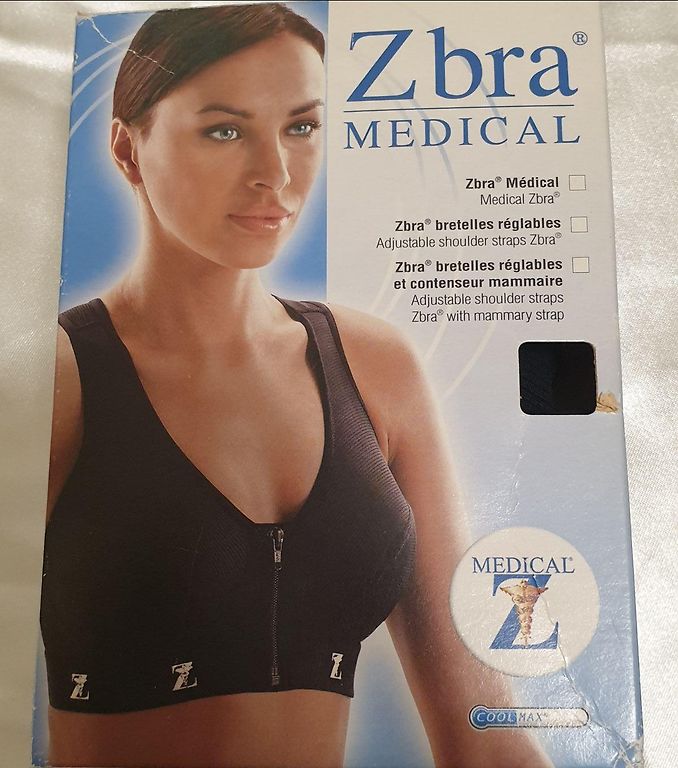 Zbra®
MEDICAL
Zbra® Médical
Medical Zbra®
Zbra® bretelles réglables
Adjustable shoulder straps Zbra®
Zbra® bretelles réglables
et contenseur mammaire
Adjustable shoulder straps
Zbra® with mammary strap
MEDICAL®
Z
COOLMAX®
Z
Z
Z